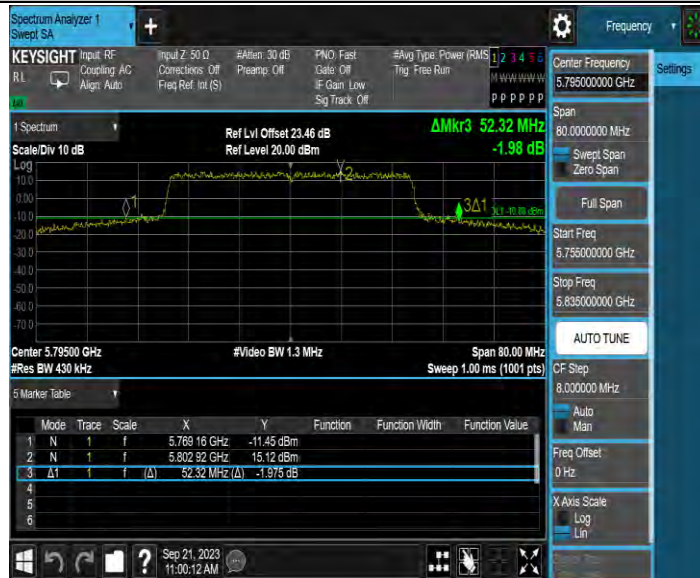 Spectrum Analyzer 1
Swept SA
+
Frequency
KEYSIGHT Input: RF
RL
Coupling: AC
Align: Auto
Input Z: 50 Ω
Corrections: Off
Freq Ref: Int (S)
#Atten: 30 dB
Preamp: Off
PNO: Fast
Gate: Off
IF Gain: Low
Sig Track: Off
#Avg Type: Power (RMS
Trig: Free Run
1 2 3 4 5 6
M W W W W W
P P P P P P
1 Spectrum
Scale/Div 10 dB
Ref Lvl Offset 23.46 dB
Ref Level 20.00 dBm
ΔMkr3 52.32 MHz
-1.98 dB
Log
10.0
0.00
-10.0
-20.0
-30.0
-40.0
-50.0
-60.0
-70.0
1
2
3Δ1
Center 5.79500 GHz
#Res BW 430 kHz
#Video BW 1.3 MHz
Span 80.00 MHz
Sweep 1.00 ms (1001 pts)
5 Marker Table
Mode Trace Scale X Y Function Function Width Function Value
1 N 1 f 5.769 16 GHz -11.45 dBm
2 N 1 f 5.802 92 GHz 15.12 dBm
3 Δ1 1 f (Δ) 52.32 MHz (Δ) -1.975 dB
4
5
6
Sep 21, 2023
11:00:12 AM
Center Frequency
5.795000000 GHz
Settings
Span
80.0000000 MHz
Swept Span
Zero Span
Full Span
Start Freq
5.755000000 GHz
Stop Freq
5.835000000 GHz
AUTO TUNE
CF Step
8.000000 MHz
Auto
Man
Freq Offset
0 Hz
X Axis Scale
Log
Lin